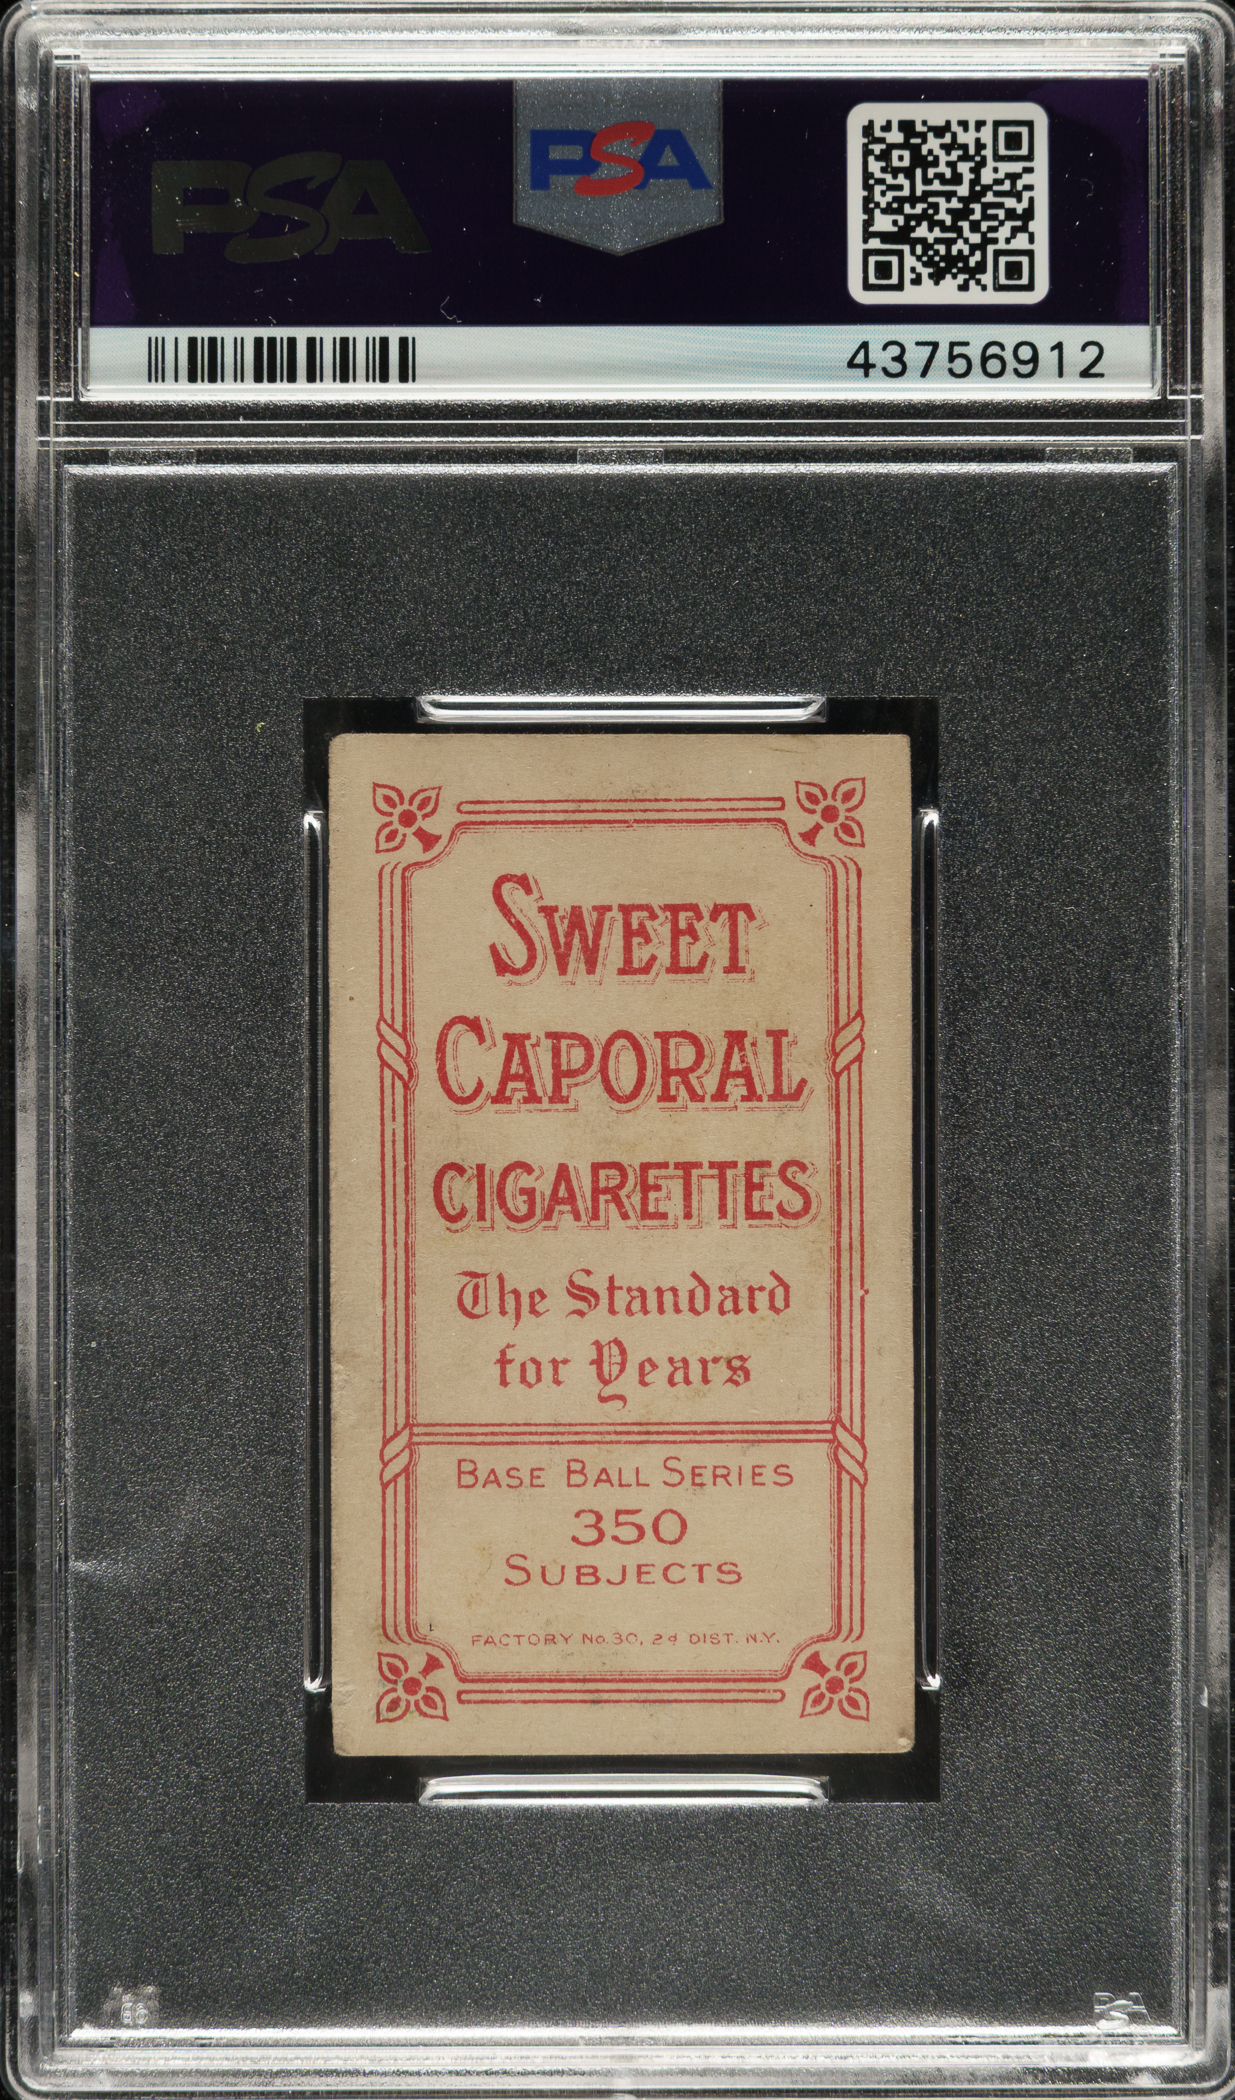 PSA
PSA
43756912
SWEET
CAPORAL
CIGARETTES
The Standard
for Years
BASE BALL SERIES
350
SUBJECTS
FACTORY No. 30, 2d DIST. N.Y.
PSA